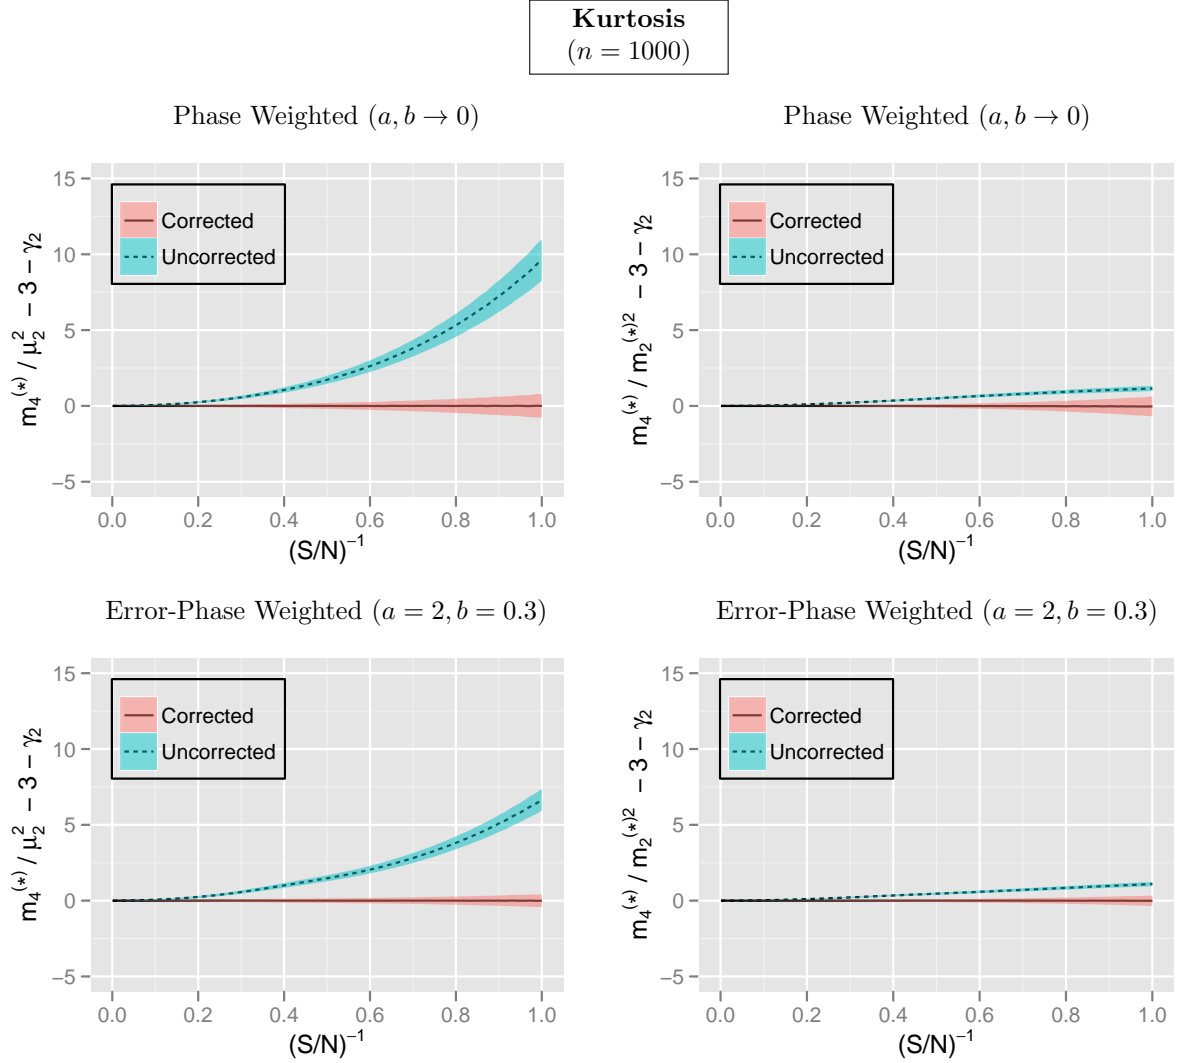 Kurtosis
(n = 1000)
Phase Weighted (a, b → 0)
15
10
5
0
−5
m₄⁽*⁾ / μ₂² − 3 − γ₂
Corrected
Uncorrected
0.0 0.2 0.4 0.6 0.8 1.0
(S/N)⁻¹
Phase Weighted (a, b → 0)
15
10
5
0
−5
m₄⁽*⁾ / m₂⁽*⁾² − 3 − γ₂
Corrected
Uncorrected
0.0 0.2 0.4 0.6 0.8 1.0
(S/N)⁻¹
Error-Phase Weighted (a = 2, b = 0.3)
15
10
5
0
−5
m₄⁽*⁾ / μ₂² − 3 − γ₂
Corrected
Uncorrected
0.0 0.2 0.4 0.6 0.8 1.0
(S/N)⁻¹
Error-Phase Weighted (a = 2, b = 0.3)
15
10
5
0
−5
m₄⁽*⁾ / m₂⁽*⁾² − 3 − γ₂
Corrected
Uncorrected
0.0 0.2 0.4 0.6 0.8 1.0
(S/N)⁻¹